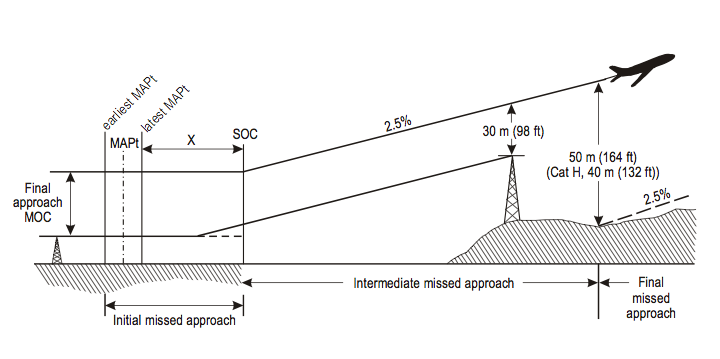 earliest MAPt
latest MAPt
MAPt
X
SOC
2.5%
30 m (98 ft)
50 m (164 ft)
(Cat H, 40 m (132 ft))
2.5%
Final
approach
MOC
Initial missed approach
Intermediate missed approach
Final
missed
approach